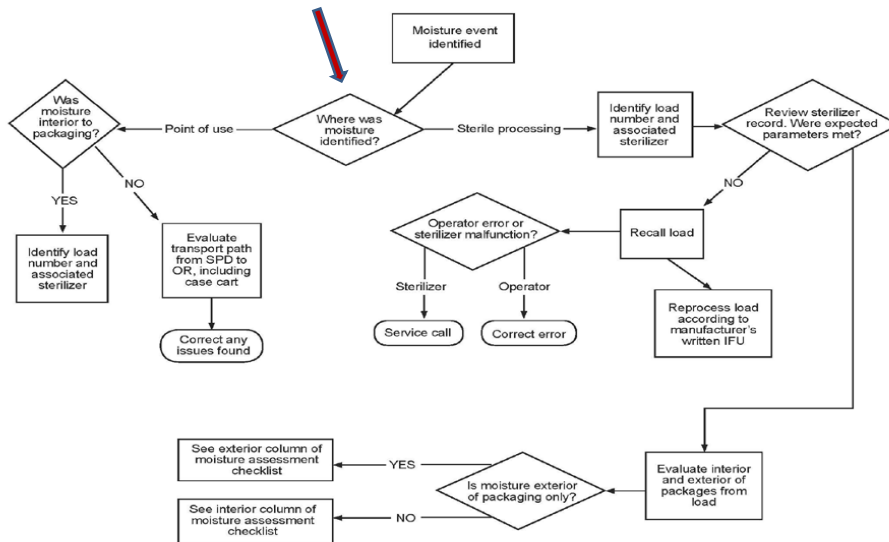 Moisture event
identified
Was
moisture
interior to
packaging?
Point of use
Where was
moisture
identified?
Sterile processing
Identify load
number and
associated
sterilizer
Review sterilizer
record. Were
expected
parameters met?
YES
NO
NO
Identify load
number and
associated
sterilizer
Evaluate
transport path
from SPD to
OR, including
case cart
Operator error or
sterilizer malfunction?
Recall load
Sterilizer
Operator
Correct any
issues found
Service call
Correct error
Reprocess load
according to
manufacturer's
written IFU
See exterior column of
moisture assessment
checklist
YES
Is moisture exterior
of packaging only?
Evaluate interior
and exterior of
packages from
load
See interior column of
moisture assessment
checklist
NO